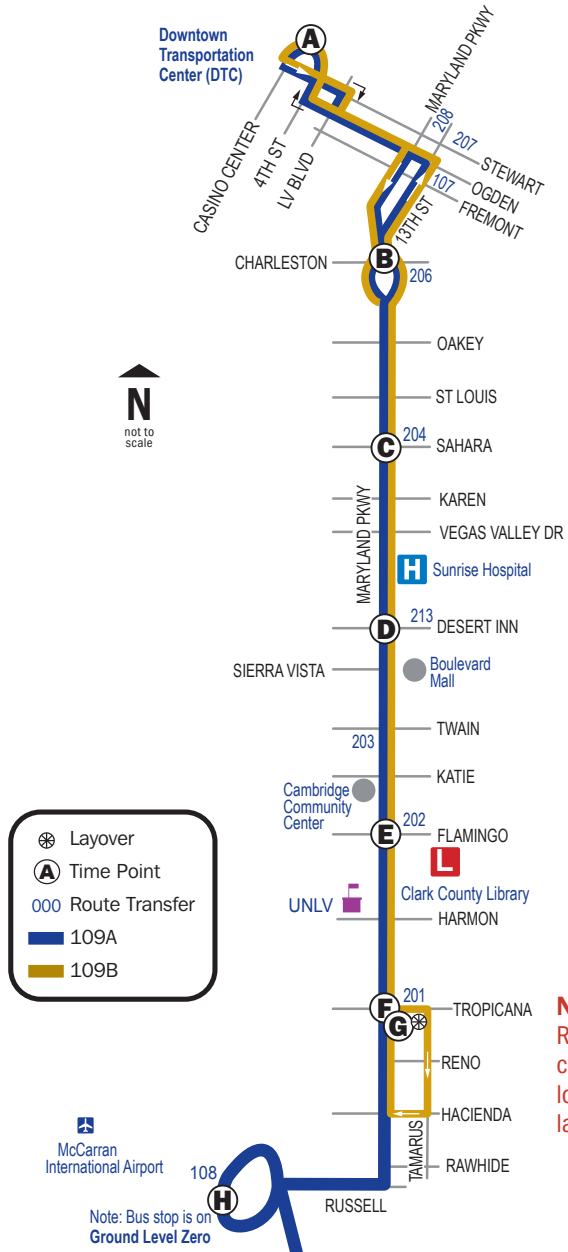 Downtown
Transportation
Center (DTC)
A
MARYLAND PKWY
208
207
CASINO CENTER
4TH ST
LV BLVD
STEWART
OGDEN
107
FREMONT
13TH ST
CHARLESTON
B
206
OAKEY
N
not to
scale
ST LOUIS
204
C
SAHARA
MARYLAND PKWY
KAREN
VEGAS VALLEY DR
H Sunrise Hospital
213
D
DESERT INN
SIERRA VISTA
Boulevard
Mall
TWAIN
203
KATIE
Cambridge
Community
Center
202
E
FLAMINGO
L
Clark County Library
UNLV
HARMON
Layover
A Time Point
000 Route Transfer
109A
109B
201
F
TROPICANA
G
N
R
c
lo
la
RENO
HACIENDA
TAMARUS
McCarran
International Airport
RAWHIDE
108
H
RUSSELL
Note: Bus stop is on
Ground Level Zero